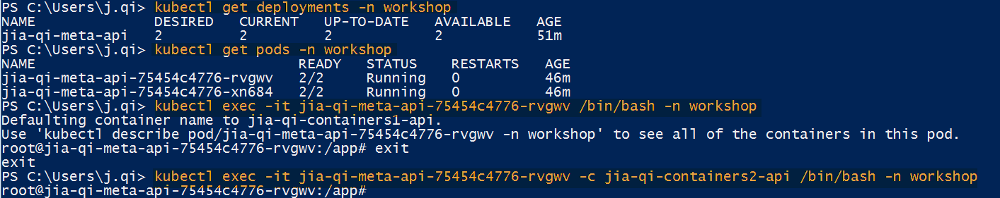 PS C:\Users\j.qi> kubectl get deployments -n workshop
NAME DESIRED CURRENT UP-TO-DATE AVAILABLE AGE
jia-qi-meta-api 2 2 2 2 51m
PS C:\Users\j.qi> kubectl get pods -n workshop
NAME READY STATUS RESTARTS AGE
jia-qi-meta-api-75454c4776-rvgwv 2/2 Running 0 46m
jia-qi-meta-api-75454c4776-xn684 2/2 Running 0 46m
PS C:\Users\j.qi> kubectl exec -it jia-qi-meta-api-75454c4776-rvgwv /bin/bash -n workshop
Defaulting container name to jia-qi-containers1-api.
Use 'kubectl describe pod/jia-qi-meta-api-75454c4776-rvgwv -n workshop' to see all of the containers in this pod.
root@jia-qi-meta-api-75454c4776-rvgwv:/app# exit
exit
PS C:\Users\j.qi> kubectl exec -it jia-qi-meta-api-75454c4776-rvgwv -c jia-qi-containers2-api /bin/bash -n workshop
root@jia-qi-meta-api-75454c4776-rvgwv:/app#